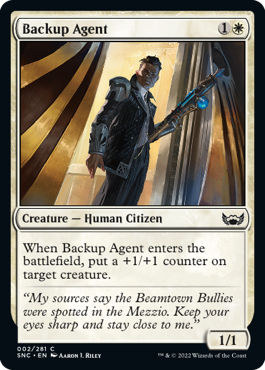 Backup Agent 1
Creature — Human Citizen
When Backup Agent enters the
battlefield, put a +1/+1 counter on
target creature.
“My sources say the Beamtown Bullies
were spotted in the Mezzio. Keep your
eyes sharp and stay close to me.”
1/1
002/281 C
SNC • EN AARON J. RILEY
™ & © 2022 Wizards of the Coast